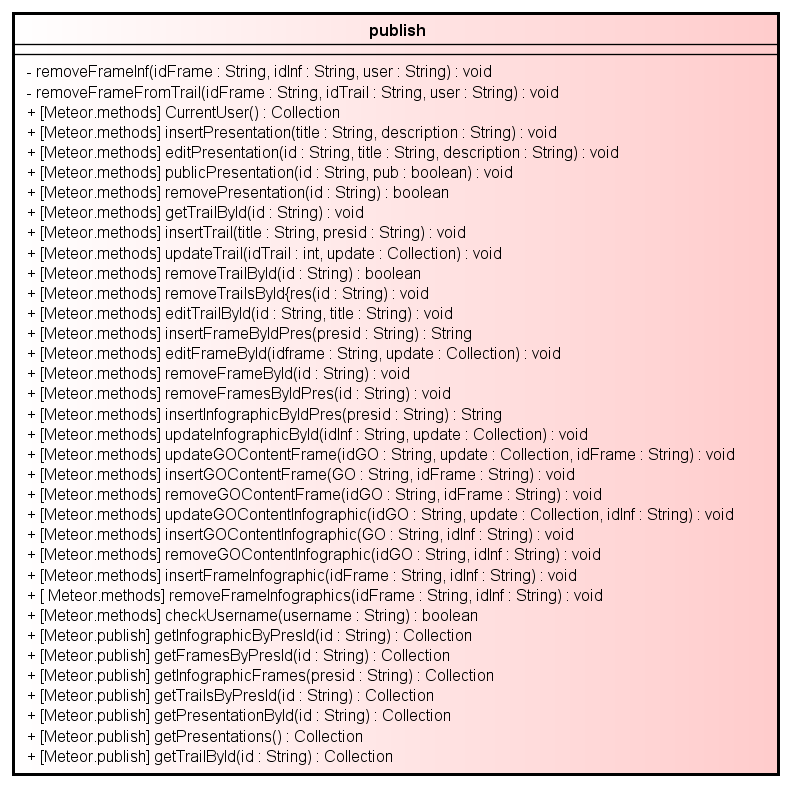 publish
- removeFrameInf(idFrame : String, idInf : String, user : String) : void
- removeFrameFromTrail(idFrame : String, idTrail : String, user : String) : void
+ [Meteor.methods] CurrentUser() : Collection
+ [Meteor.methods] insertPresentation(title : String, description : String) : void
+ [Meteor.methods] editPresentation(id : String, title : String, description : String) : void
+ [Meteor.methods] publicPresentation(id : String, pub : boolean) : void
+ [Meteor.methods] removePresentation(id : String) : boolean
+ [Meteor.methods] getTrailById(id : String) : void
+ [Meteor.methods] insertTrail(title : String, presid : String) : void
+ [Meteor.methods] updateTrail(idTrail : int, update : Collection) : void
+ [Meteor.methods] removeTrailById(id : String) : boolean
+ [Meteor.methods] removeTrailsById{res(id : String) : void
+ [Meteor.methods] editTrailById(id : String, title : String) : void
+ [Meteor.methods] insertFrameByIdPres(presid : String) : String
+ [Meteor.methods] editFrameById(idframe : String, update : Collection) : void
+ [Meteor.methods] removeFrameById(id : String) : void
+ [Meteor.methods] removeFramesByIdPres(id : String) : void
+ [Meteor.methods] insertInfographicByIdPres(presid : String) : String
+ [Meteor.methods] updateInfographicById(idInf : String, update : Collection) : void
+ [Meteor.methods] updateGOContentFrame(idGO : String, update : Collection, idFrame : String) : void
+ [Meteor.methods] insertGOContentFrame(GO : String, idFrame : String) : void
+ [Meteor.methods] removeGOContentFrame(idGO : String, idFrame : String) : void
+ [Meteor.methods] updateGOContentInfographic(idGO : String, update : Collection, idInf : String) : void
+ [Meteor.methods] insertGOContentInfographic(GO : String, idInf : String) : void
+ [Meteor.methods] removeGOContentInfographic(idGO : String, idInf : String) : void
+ [Meteor.methods] insertFrameInfographic(idFrame : String, idInf : String) : void
+ [ Meteor.methods] removeFrameInfographics(idFrame : String, idInf : String) : void
+ [Meteor.methods] checkUsername(username : String) : boolean
+ [Meteor.publish] getInfographicByPresId(id : String) : Collection
+ [Meteor.publish] getFramesByPresId(id : String) : Collection
+ [Meteor.publish] getInfographicFrames(presid : String) : Collection
+ [Meteor.publish] getTrailsByPresId(id : String) : Collection
+ [Meteor.publish] getPresentationById(id : String) : Collection
+ [Meteor.publish] getPresentations() : Collection
+ [Meteor.publish] getTrailById(id : String) : Collection